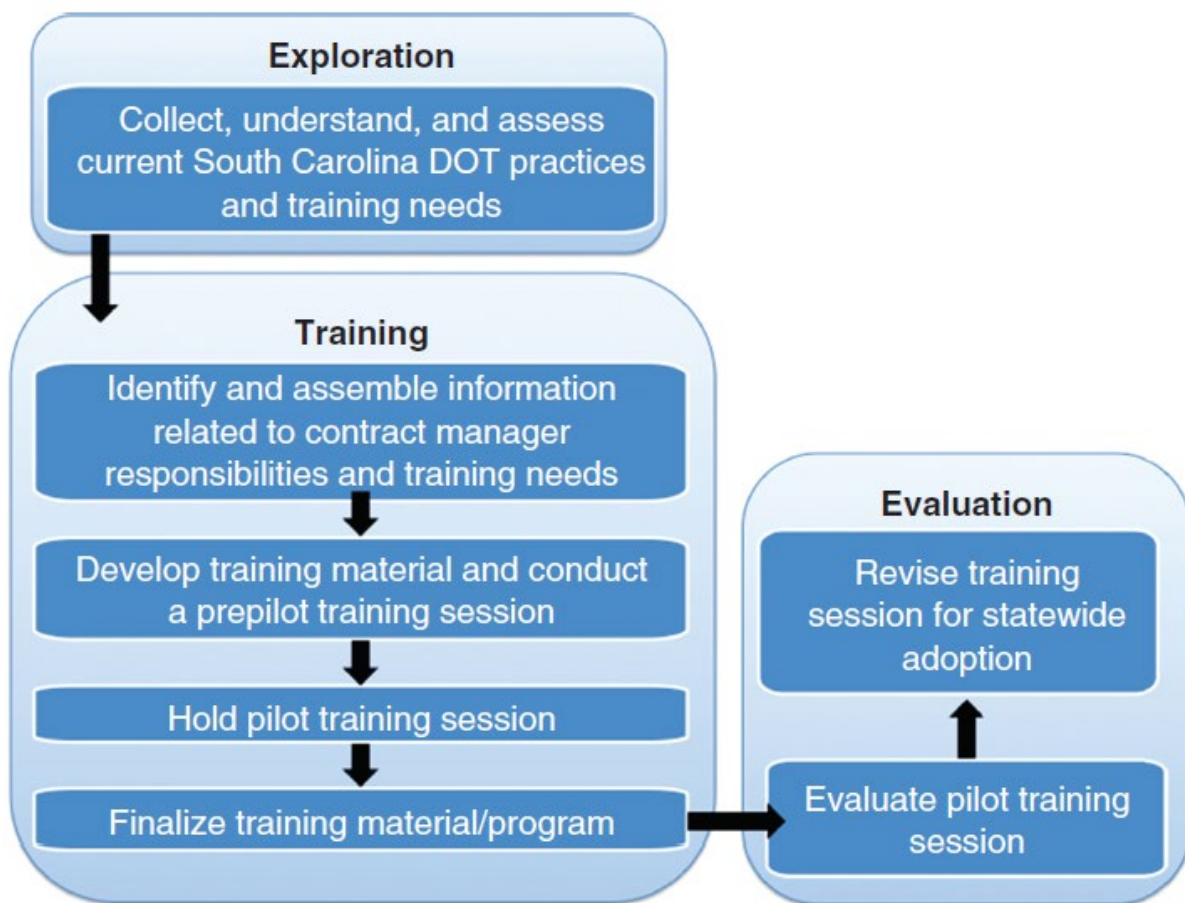 Exploration
Collect, understand, and assess
current South Carolina DOT practices
and training needs
Training
Identify and assemble information
related to contract manager
responsibilities and training needs
Develop training material and conduct
a prepilot training session
Hold pilot training session
Finalize training material/program
Evaluation
Revise training
session for statewide
adoption
Evaluate pilot training
session